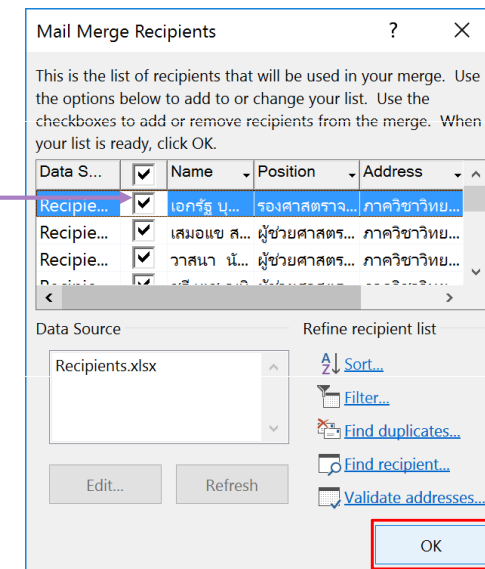 Mail Merge Recipients ? ×
This is the list of recipients that will be used in your merge. Use
the options below to add to or change your list. Use the
checkboxes to add or remove recipients from the merge. When
your list is ready, click OK.
Data S... Name Position Address
Recipie... เอกรัฐ บุ... รองศาสตราจ... ภาควิชาวิทย...
Recipie... เสมอแข ส... ผู้ช่วยศาสตร... ภาควิชาวิทย...
Recipie... วาสนา นั... ผู้ช่วยศาสตร... ภาควิชาวิทย...
Data Source Refine recipient list
Recipients.xlsx Sort...
Filter...
Find duplicates...
Find recipient...
Edit... Refresh Validate addresses...
OK